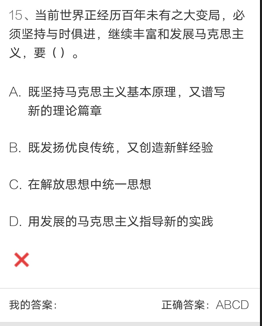 15、当前世界正经历百年未有之大变局，必
须坚持与时俱进，继续丰富和发展马克思主
义，要（ ）。
A. 既坚持马克思主义基本原理，又谱写
新的理论篇章
B. 既发扬优良传统，又创造新鲜经验
C. 在解放思想中统一思想
D. 用发展的马克思主义指导新的实践
我的答案： 正确答案：ABCD